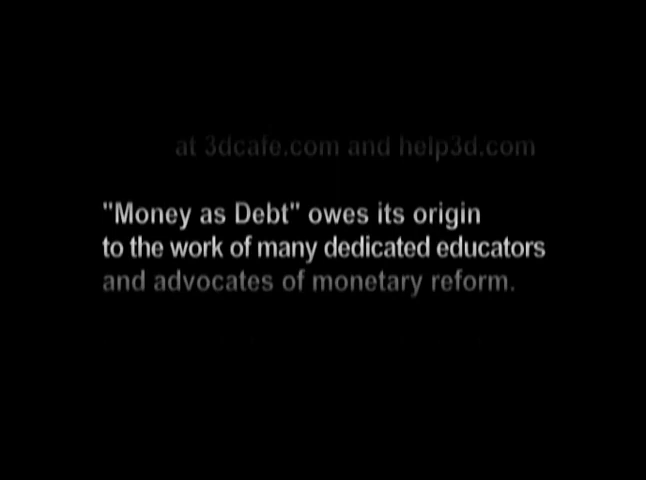 at 3dcafe.com and help3d.com
"Money as Debt" owes its origin
to the work of many dedicated educators
and advocates of monetary reform.